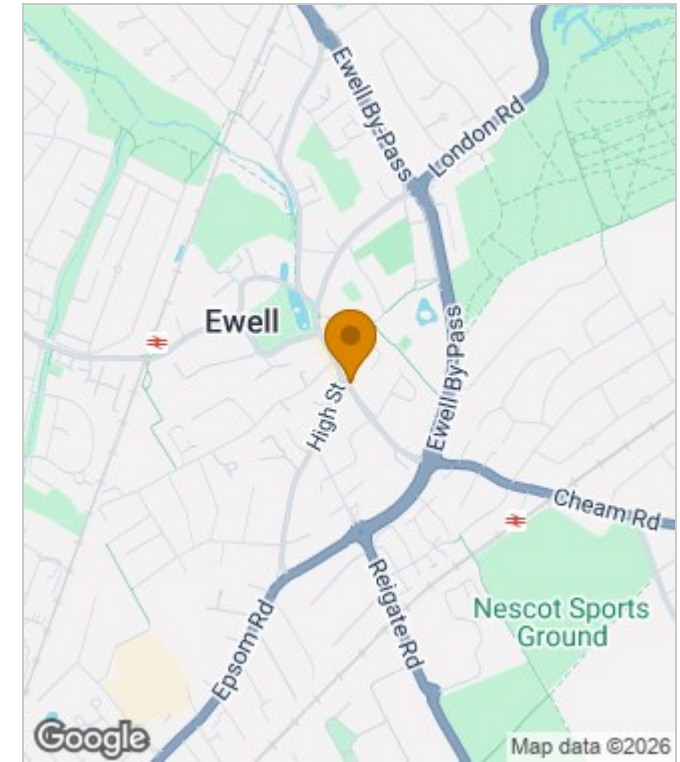 Ewell By-Pass
London Rd
Ewell
High St
Ewell By-Pass
Cheam Rd
Reigate Rd
Epsom Rd
Nescot Sports
Ground
Google
Map data ©2026